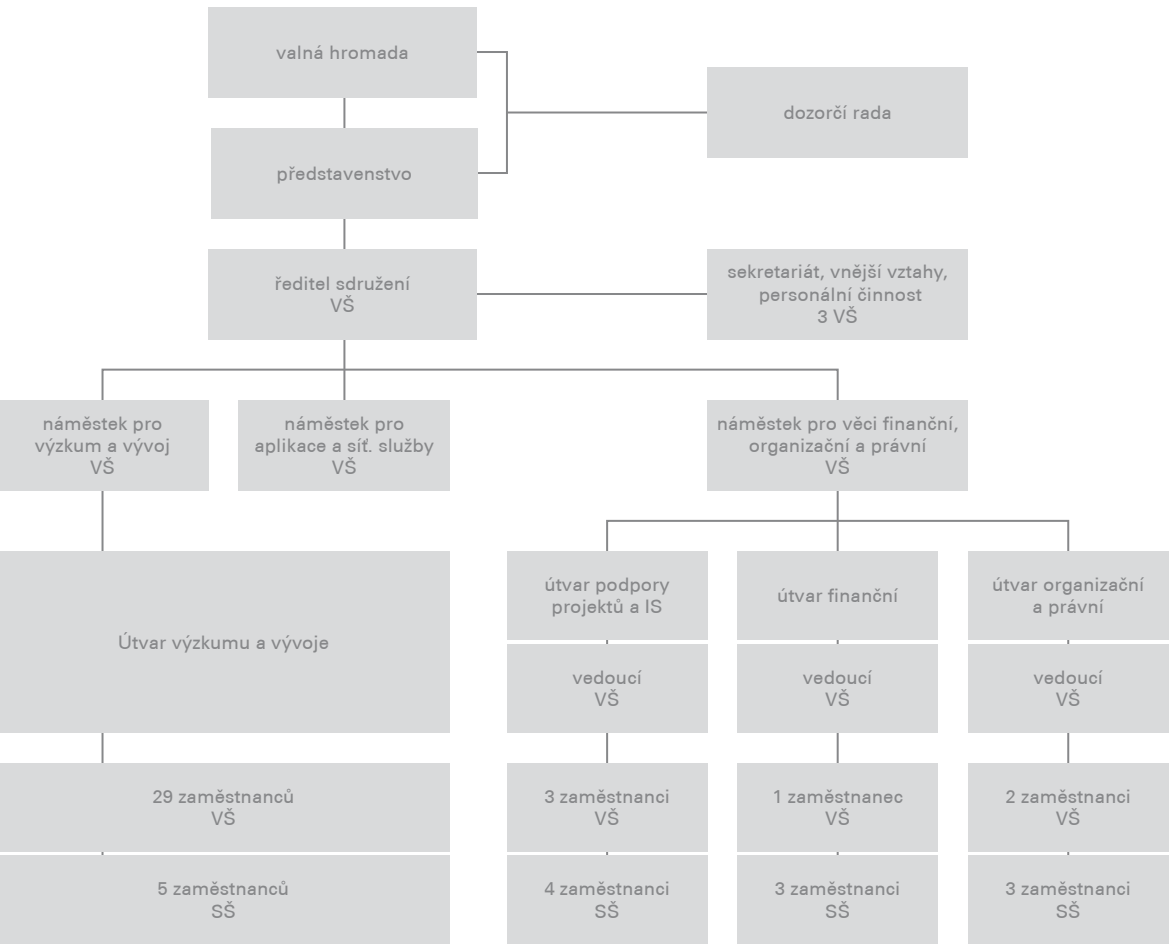 valná hromada
dozorčí rada
představenstvo
ředitel sdružení
VŠ
sekretariát, vnější vztahy,
personální činnost
3 VŠ
náměstek pro
výzkum a vývoj
VŠ
náměstek pro
aplikace a síť. služby
VŠ
náměstek pro věci finanční,
organizační a právní
VŠ
Útvar výzkumu a vývoje
útvar podpory
projektů a IS
útvar finanční
útvar organizační
a právní
vedoucí
VŠ
vedoucí
VŠ
vedoucí
VŠ
29 zaměstnanců
VŠ
3 zaměstnanci
VŠ
1 zaměstnanec
VŠ
2 zaměstnanci
VŠ
5 zaměstnanců
SŠ
4 zaměstnanci
SŠ
3 zaměstnanci
SŠ
3 zaměstnanci
SŠ